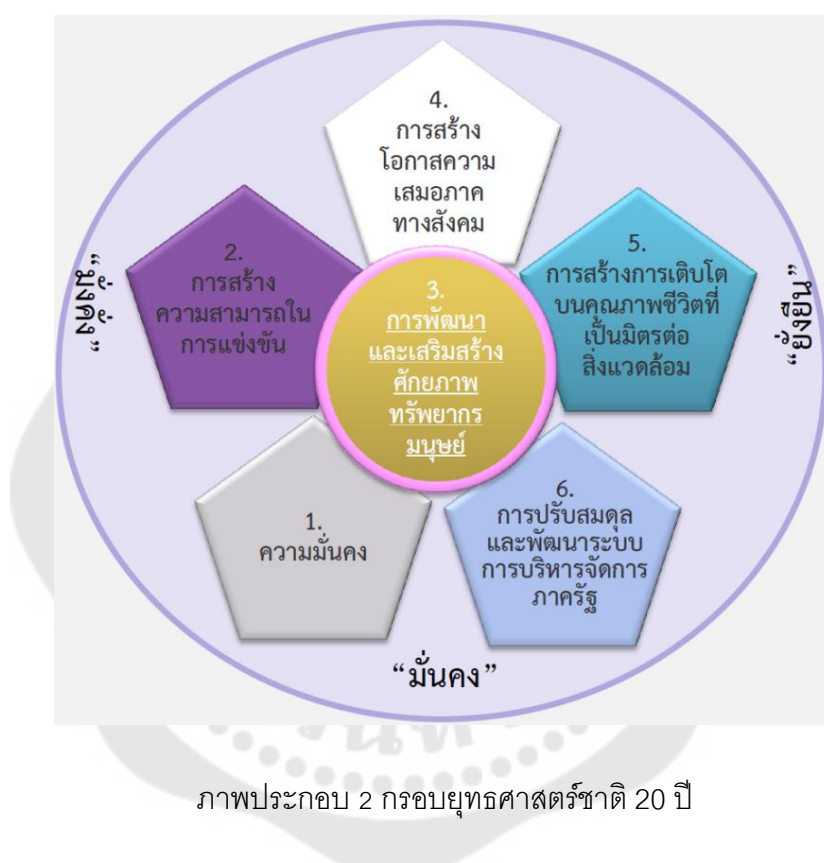 4.
การสร้าง
โอกาสความ
เสมอภาค
ทางสังคม
2.
การสร้าง
ความสามารถใน
การแข่งขัน
5.
การสร้างการเติบโต
บนคุณภาพชีวิตที่
เป็นมิตรต่อ
สิ่งแวดล้อม
3.
การพัฒนา
และเสริมสร้าง
ศักยภาพ
ทรัพยากร
มนุษย์
1.
ความมั่นคง
6.
การปรับสมดุล
และพัฒนาระบบ
การบริหารจัดการ
ภาครัฐ
“มั่งคั่ง”
“ยั่งยืน”
“มั่นคง”
ภาพประกอบ 2 กรอบยุทธศาสตร์ชาติ 20 ปี